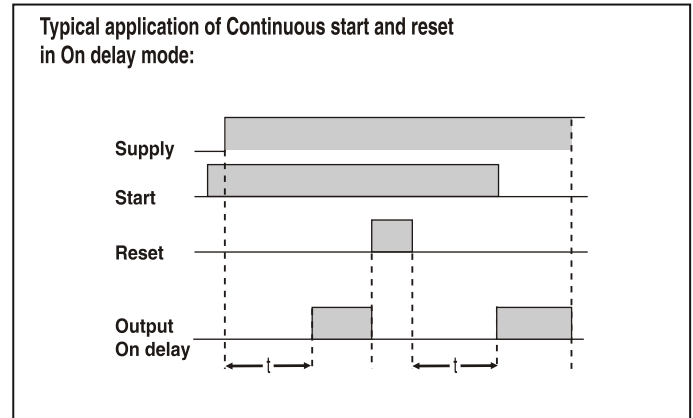 Typical application of Continuous start and reset
in On delay mode:
Supply
Start
Reset
Output
On delay
t
t